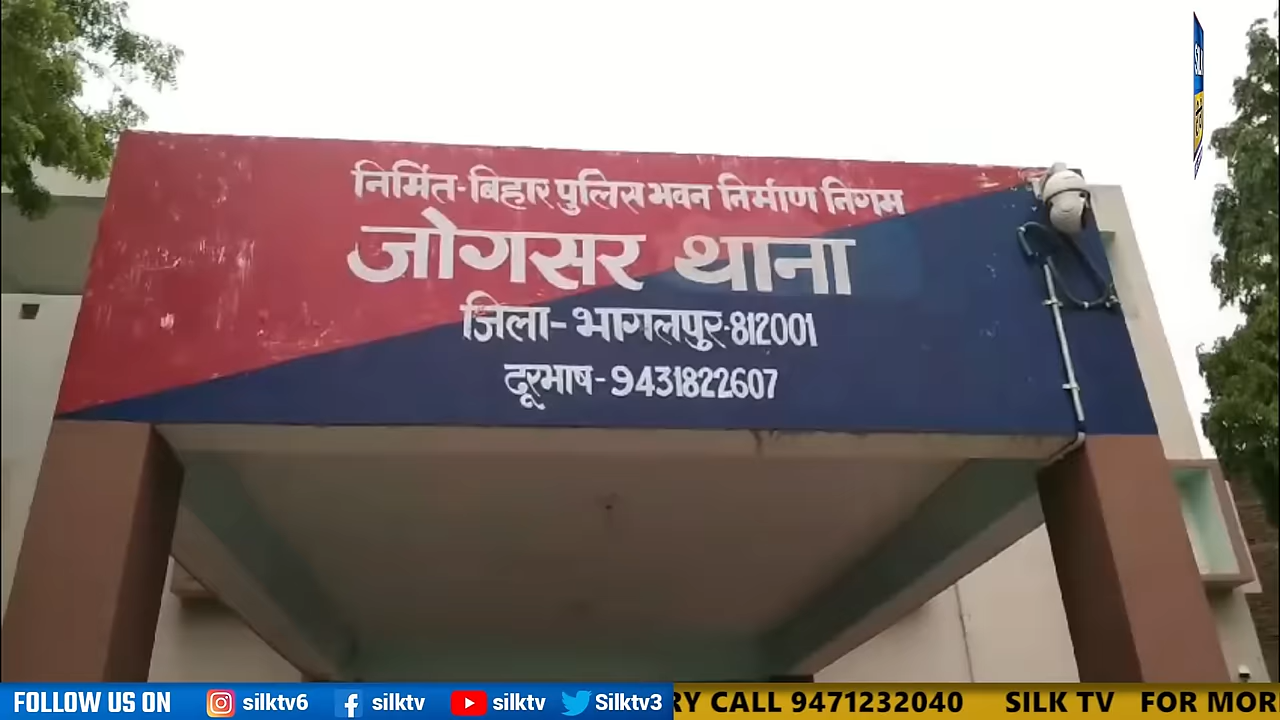 निर्मित-बिहार पुलिस भवन निर्माण निगम
जोगसर थाना
जिला-भागलपुर-812001
दूरभाष-9431822607
FOLLOW US ON silktv6 silktv silktv Silktv3 RY CALL 9471232040 SILK TV FOR MOR